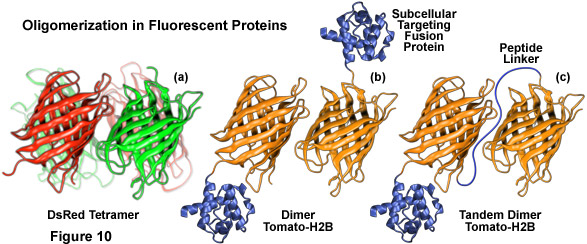 Oligomerization in Fluorescent Proteins
Subcellular
Targeting
Fusion
Protein
Peptide
Linker
(a)
(b)
(c)
DsRed Tetramer
Dimer
Tomato-H2B
Tandem Dimer
Tomato-H2B
Figure 10